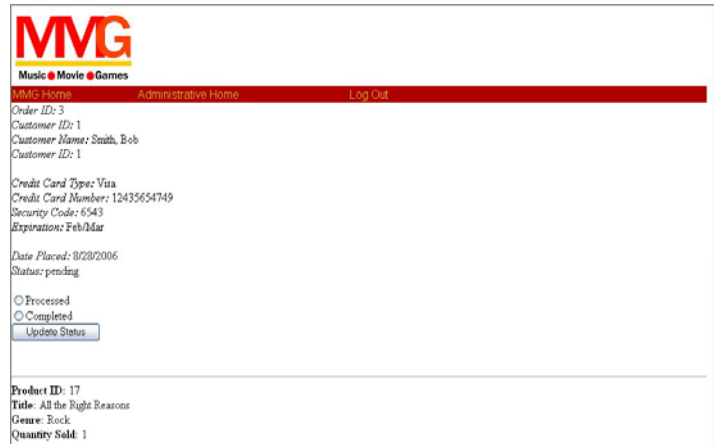 MMG
Music Movie Games
MMG Home Administrative Home Log Out
Order ID: 3
Customer ID: 1
Customer Name: Smith, Bob
Customer ID: 1
Credit Card Type: Visa
Credit Card Number: 12435654749
Security Code: 6543
Expiration: Feb/Mar
Date Placed: 8/28/2006
Status: pending
Processed
Completed
Update Status
Product ID: 17
Title: All the Right Reasons
Genre: Rock
Quantity Sold: 1